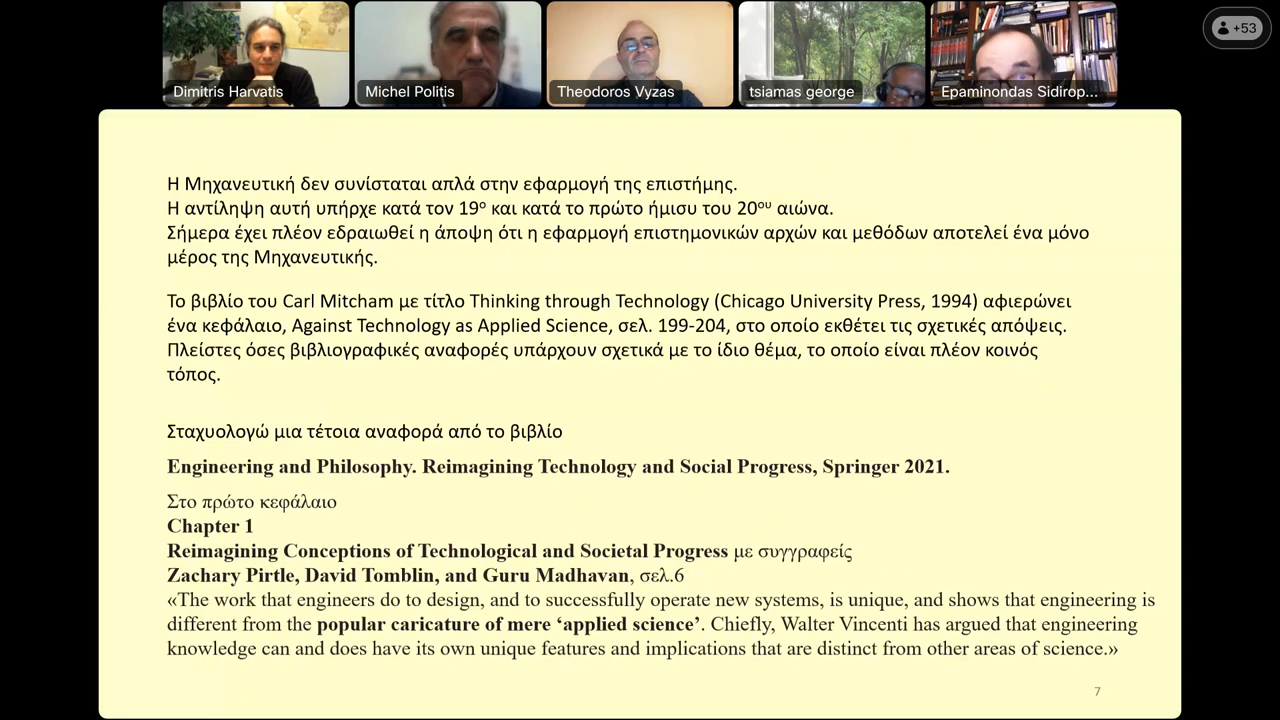 Dimitris Harvatis
Michel Politis
Theodoros Vyzas
tsiamas george
Epaminondas Sidirop...
+53
Η Μηχανευτική δεν συνίσταται απλά στην εφαρμογή της επιστήμης.
Η αντίληψη αυτή υπήρχε κατά τον 19ο και κατά το πρώτο ήμισυ του 20ου αιώνα.
Σήμερα έχει πλέον εδραιωθεί η άποψη ότι η εφαρμογή επιστημονικών αρχών και μεθόδων αποτελεί ένα μόνο
μέρος της Μηχανευτικής.
Το βιβλίο του Carl Mitcham με τίτλο Thinking through Technology (Chicago University Press, 1994) αφιερώνει
ένα κεφάλαιο, Against Technology as Applied Science, σελ. 199-204, στο οποίο εκθέτει τις σχετικές απόψεις.
Πλείστες όσες βιβλιογραφικές αναφορές υπάρχουν σχετικά με το ίδιο θέμα, το οποίο είναι πλέον κοινός
τόπος.
Σταχυολογώ μια τέτοια αναφορά από το βιβλίο
Engineering and Philosophy. Reimagining Technology and Social Progress, Springer 2021.
Στο πρώτο κεφάλαιο
Chapter 1
Reimagining Conceptions of Technological and Societal Progress με συγγραφείς
Zachary Pirtle, David Tomblin, and Guru Madhavan, σελ.6
«The work that engineers do to design, and to successfully operate new systems, is unique, and shows that engineering is
different from the popular caricature of mere ‘applied science’. Chiefly, Walter Vincenti has argued that engineering
knowledge can and does have its own unique features and implications that are distinct from other areas of science.»
7